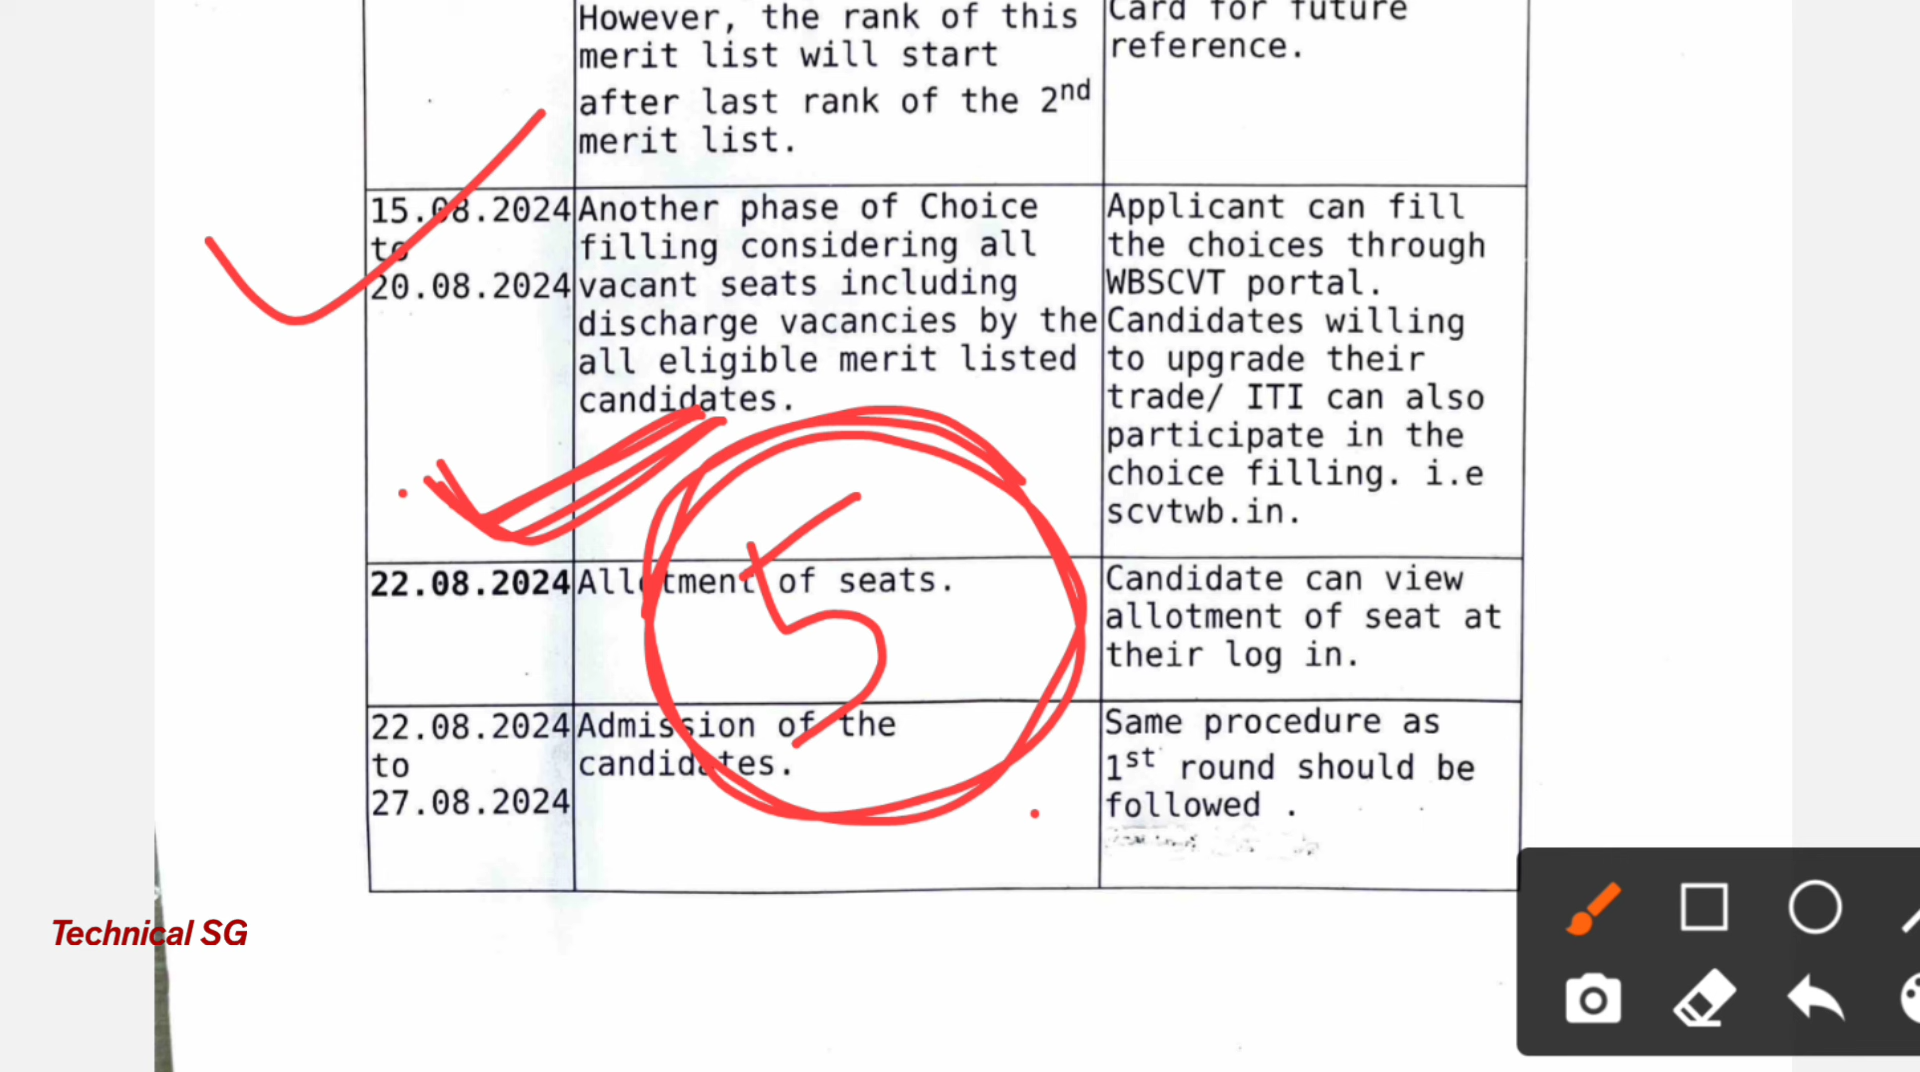 However, the rank of this
merit list will start
after last rank of the 2nd
merit list.
Card for future
reference.
15.08.2024
to
20.08.2024
Another phase of Choice
filling considering all
vacant seats including
discharge vacancies by the
all eligible merit listed
candidates.
Applicant can fill
the choices through
WBSCVT portal.
Candidates willing
to upgrade their
trade/ ITI can also
participate in the
choice filling. i.e
scvtwb.in.
22.08.2024
Allotment of seats.
Candidate can view
allotment of seat at
their log in.
22.08.2024
to
27.08.2024
Admission of the
candidates.
Same procedure as
1st round should be
followed .
5
Technical SG